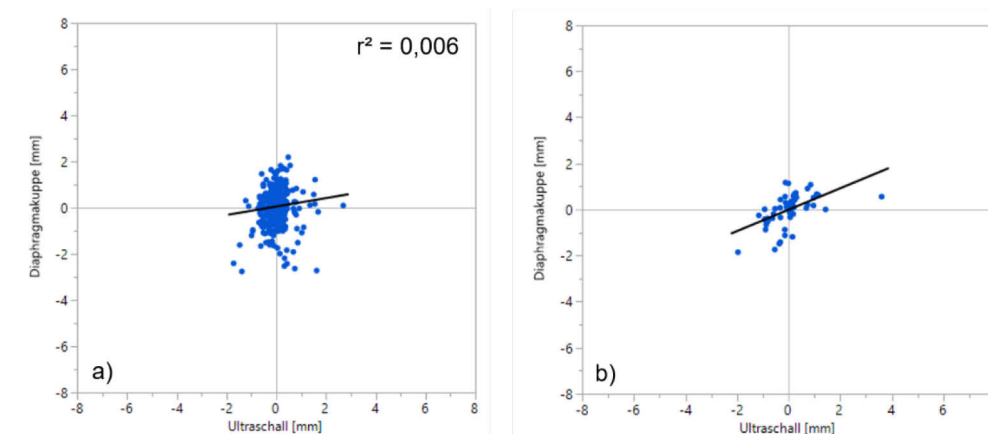 8
6
4
2
0
-2
-4
-6
-8
-8 -6 -4 -2 0 2 4 6 8
Diaphragmakuppe [mm]
Ultraschall [mm]
r² = 0,006
a)
8
6
4
2
0
-2
-4
-6
-8
-8 -6 -4 -2 0 2 4 6
Diaphragmakuppe [mm]
Ultraschall [mm]
b)